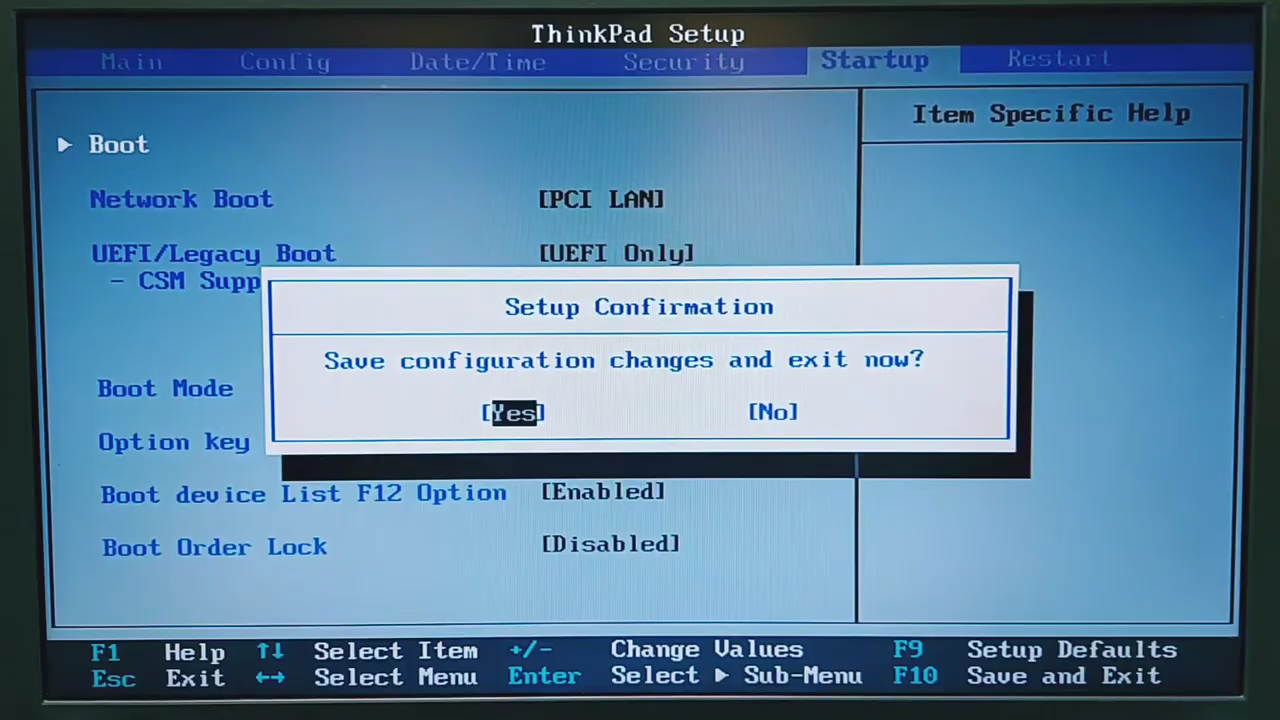 ThinkPad Setup
Main Config Date/Time Security Startup Restart
Item Specific Help
Boot
Network Boot [PCI LAN]
UEFI/Legacy Boot [UEFI Only]
- CSM Supp
Setup Confirmation
Save configuration changes and exit now?
[Yes] [No]
Boot Mode
Option key
Boot device List F12 Option [Enabled]
Boot Order Lock [Disabled]
F1 Help ↑↓ Select Item +/- Change Values F9 Setup Defaults
Esc Exit ←→ Select Menu Enter Select ▶ Sub-Menu F10 Save and Exit